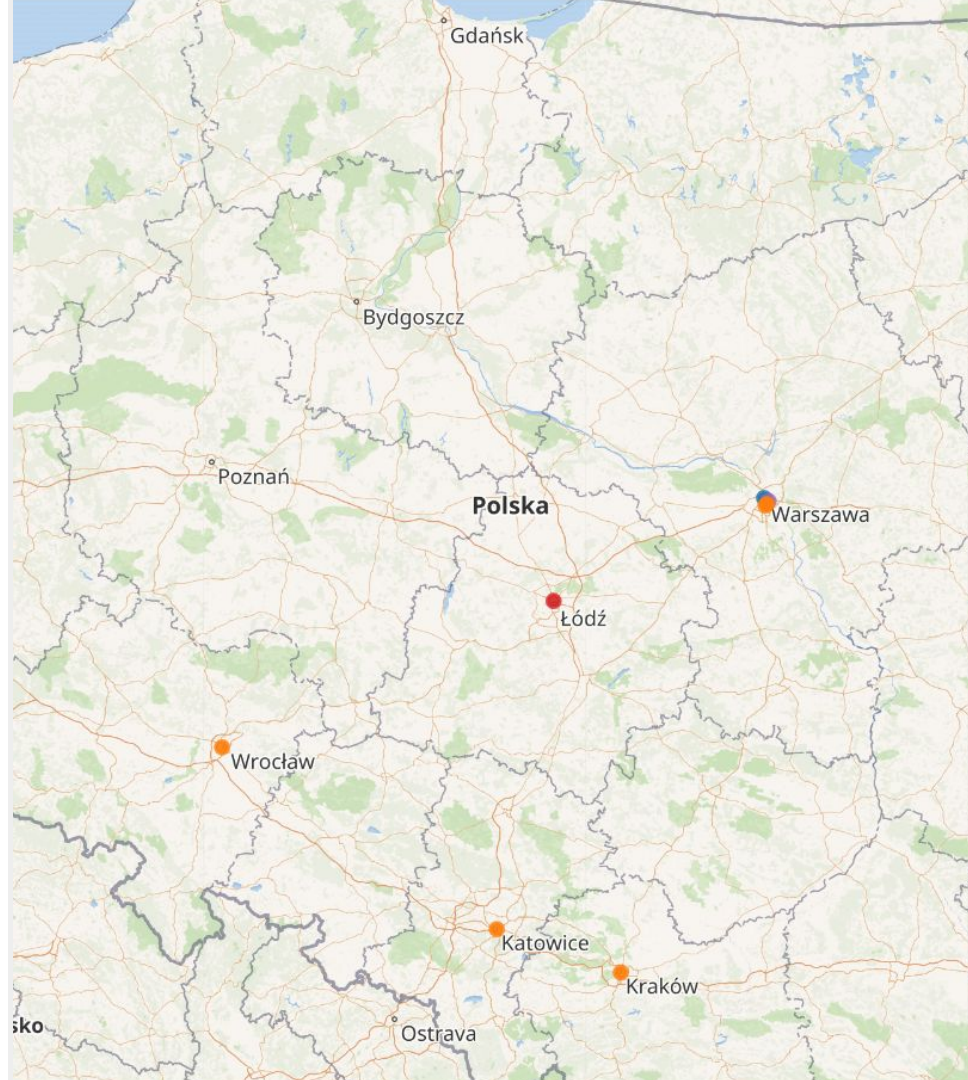 Gdańsk
Bydgoszcz
Poznań
Polska
Warszawa
Łódź
Wrocław
Katowice
Kraków
sko
Ostrava